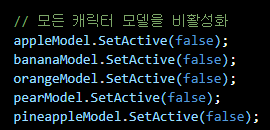 // 모든 캐릭터 모델을 비활성화
appleModel.SetActive(false);
bananaModel.SetActive(false);
orangeModel.SetActive(false);
pearModel.SetActive(false);
pineappleModel.SetActive(false);